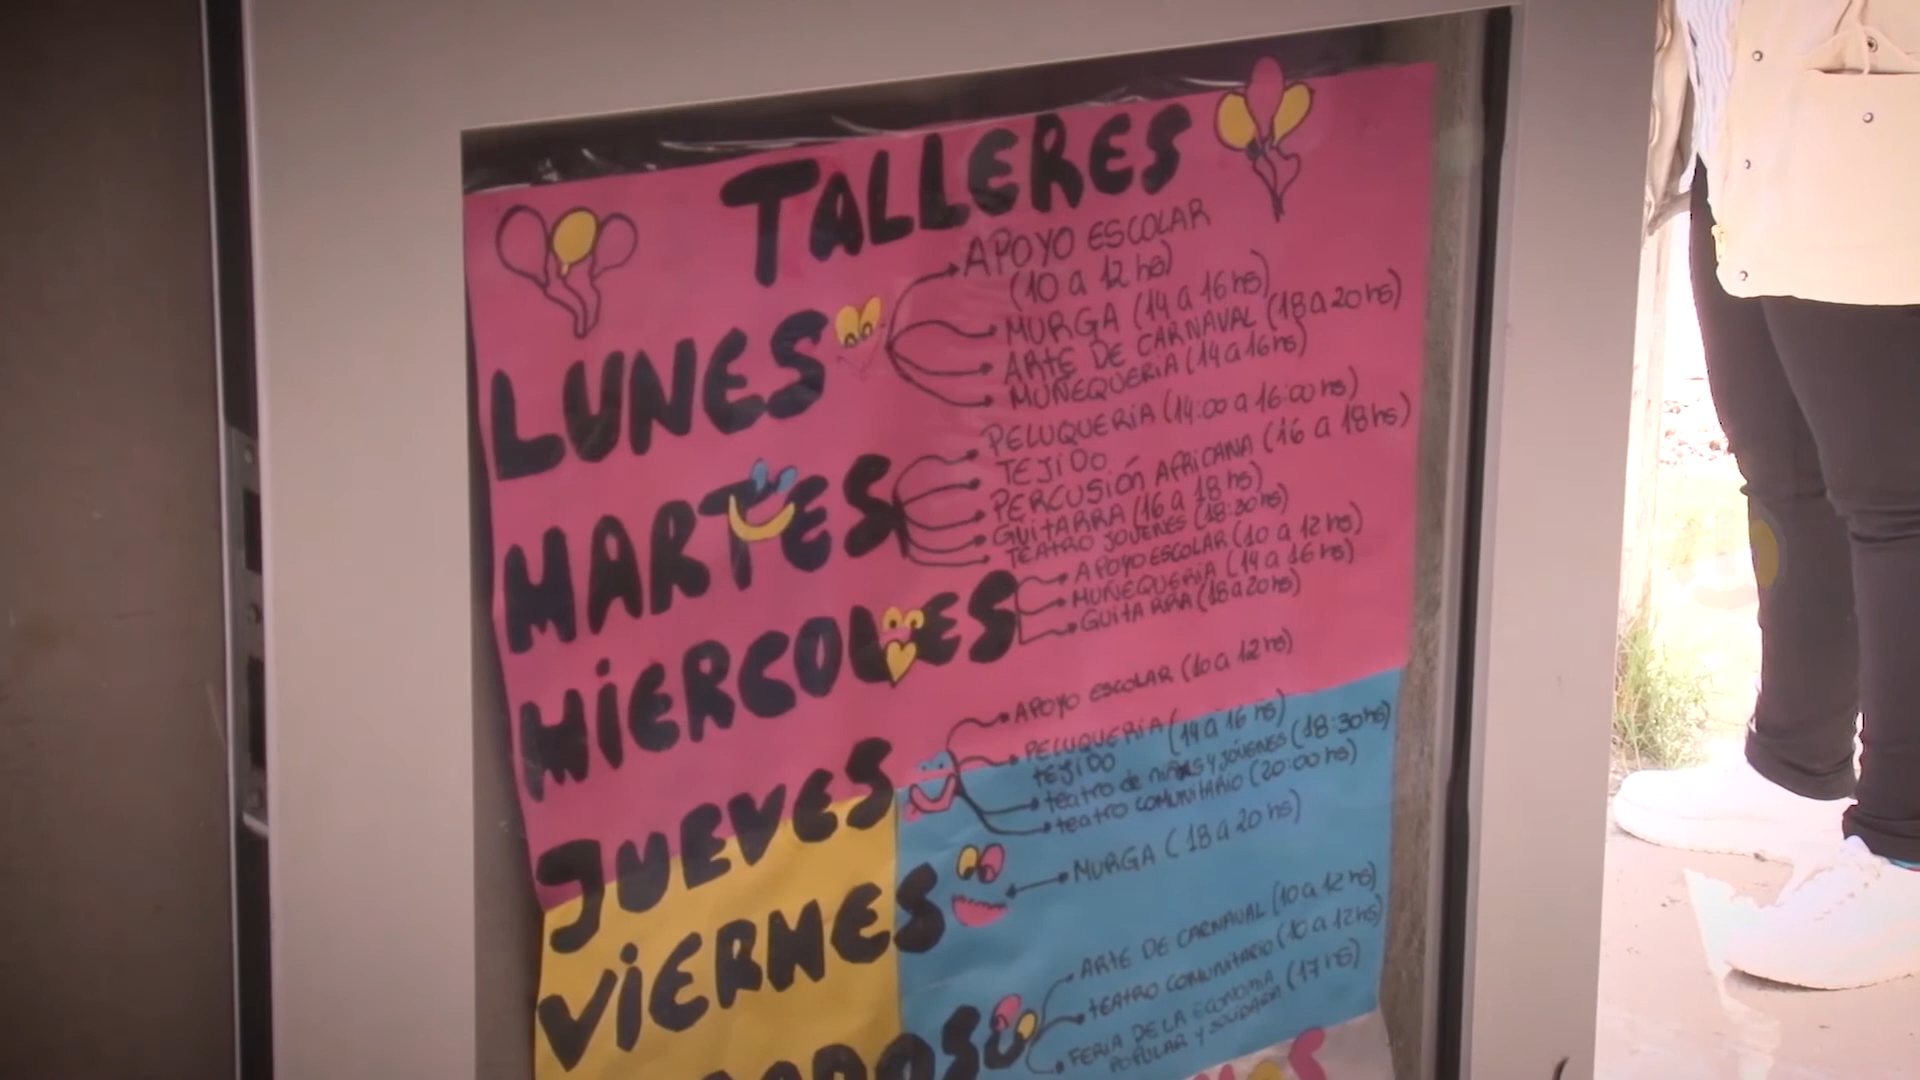 TALLERES
LUNES
APOYO ESCOLAR
(10 a 12 hs)
MURGA (14 a 16 hs)
ARTE DE CARNAVAL (18 a 20 hs)
MUÑEQUERIA (14 a 16 hs)
MARTES
PELUQUERIA (14:00 a 16:00 hs)
TEJIDO
PERCUSIÓN AFRICANA (16 a 18 hs)
GUITARRA (16 a 18 hs)
TEATRO JOVENES (18:30 hs)
MIERCOLES
APOYO ESCOLAR (10 a 12 hs)
MUÑEQUERIA (14 a 16 hs)
GUITARRA (18 a 20 hs)
JUEVES
APOYO ESCOLAR (10 a 12 hs)
PELUQUERIA (14 a 16 hs)
TEJIDO
teatro de niñxs y jóvenes (18:30 hs)
teatro comunitario (20:00 hs)
VIERNES
MURGA (18 a 20 hs)
ARTE DE CARNAVAL (10 a 12 hs)
TEATRO COMUNITARIO (10 a 12 hs)
FERIA DE LA ECONOMIA
POPULAR Y SOLIDARIA (17 hs)